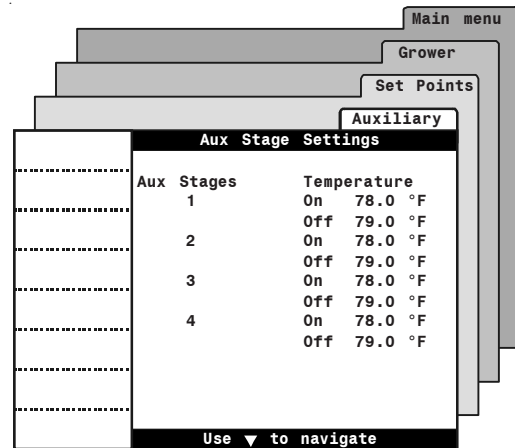 Main menu
Grower
Set Points
Auxiliary
Aux Stage Settings
Aux Stages Temperature
1 On 78.0 °F
Off 79.0 °F
2 On 78.0 °F
Off 79.0 °F
3 On 78.0 °F
Off 79.0 °F
4 On 78.0 °F
Off 79.0 °F
Use ▼ to navigate